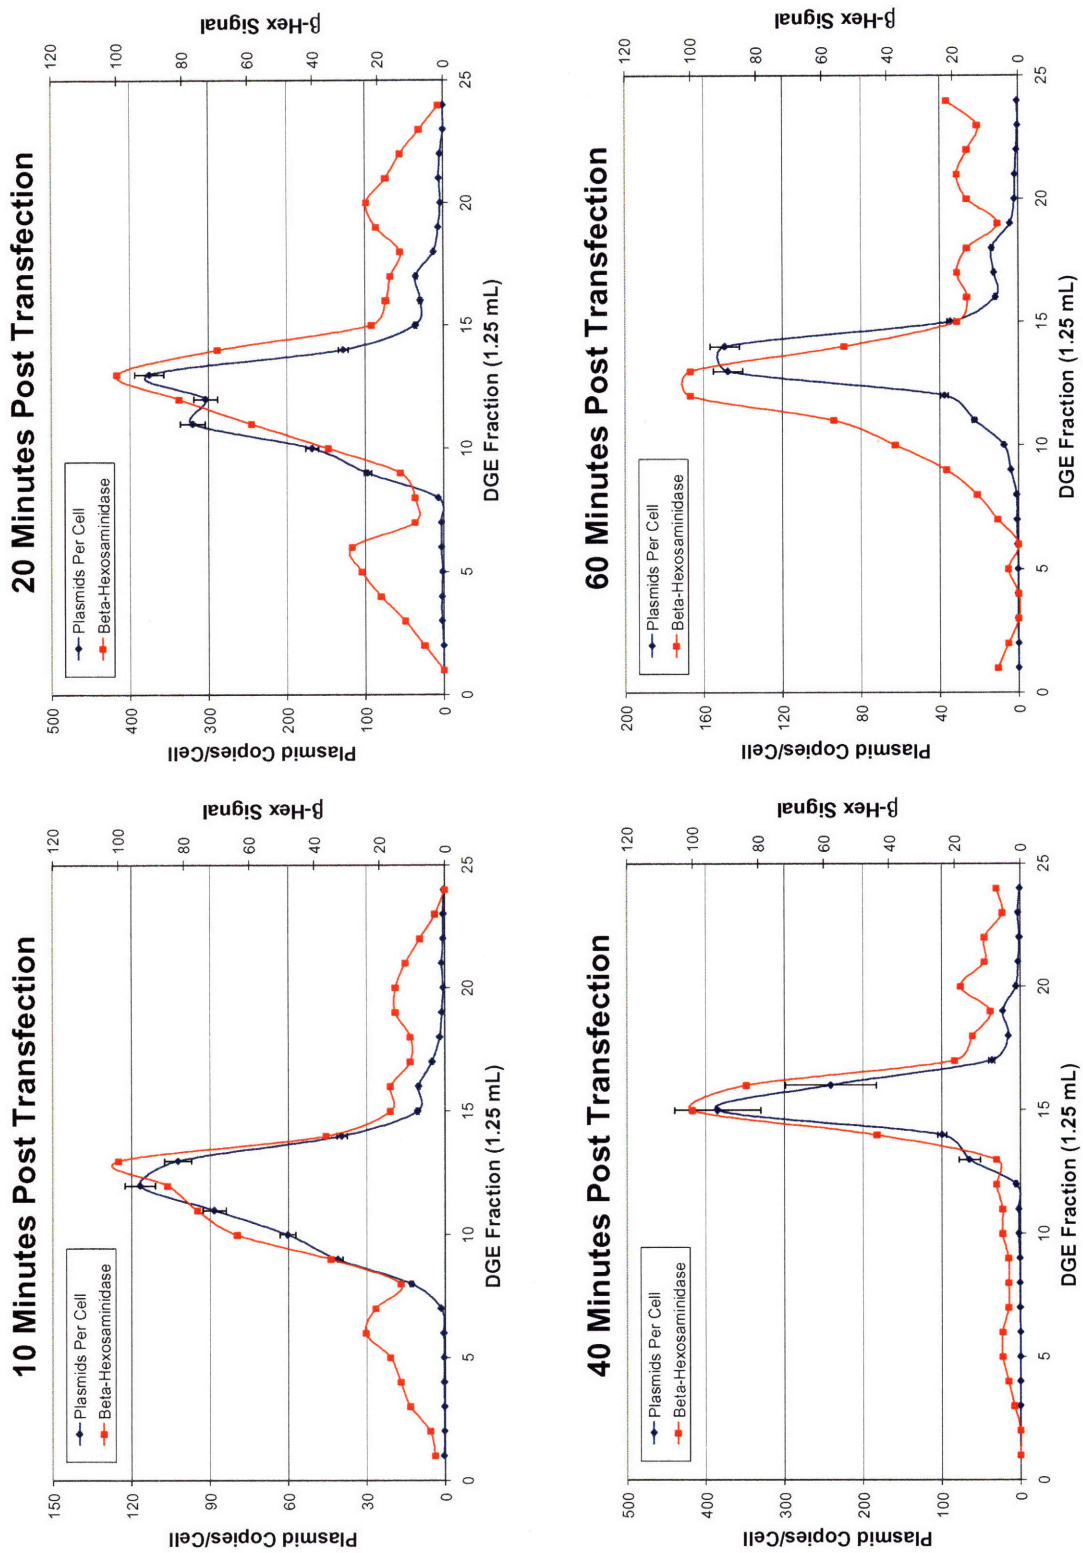 10 Minutes Post Transfection
Plasmids Per Cell
Beta-Hexosaminidase
Plasmid Copies/Cell
150
120
90
60
30
0
β-Hex Signal
120
100
80
60
40
20
0
0 5 10 15 20 25
DGE Fraction (1.25 mL)
20 Minutes Post Transfection
Plasmids Per Cell
Beta-Hexosaminidase
Plasmid Copies/Cell
500
400
300
200
100
0
β-Hex Signal
120
100
80
60
40
20
0
0 5 10 15 20 25
DGE Fraction (1.25 mL)
40 Minutes Post Transfection
Plasmids Per Cell
Beta-Hexosaminidase
Plasmid Copies/Cell
500
400
300
200
100
0
β-Hex Signal
120
100
80
60
40
20
0
0 5 10 15 20 25
DGE Fraction (1.25 mL)
60 Minutes Post Transfection
Plasmids Per Cell
Beta-Hexosaminidase
Plasmid Copies/Cell
200
160
120
80
40
0
β-Hex Signal
120
100
80
60
40
20
0
0 5 10 15 20 25
DGE Fraction (1.25 mL)